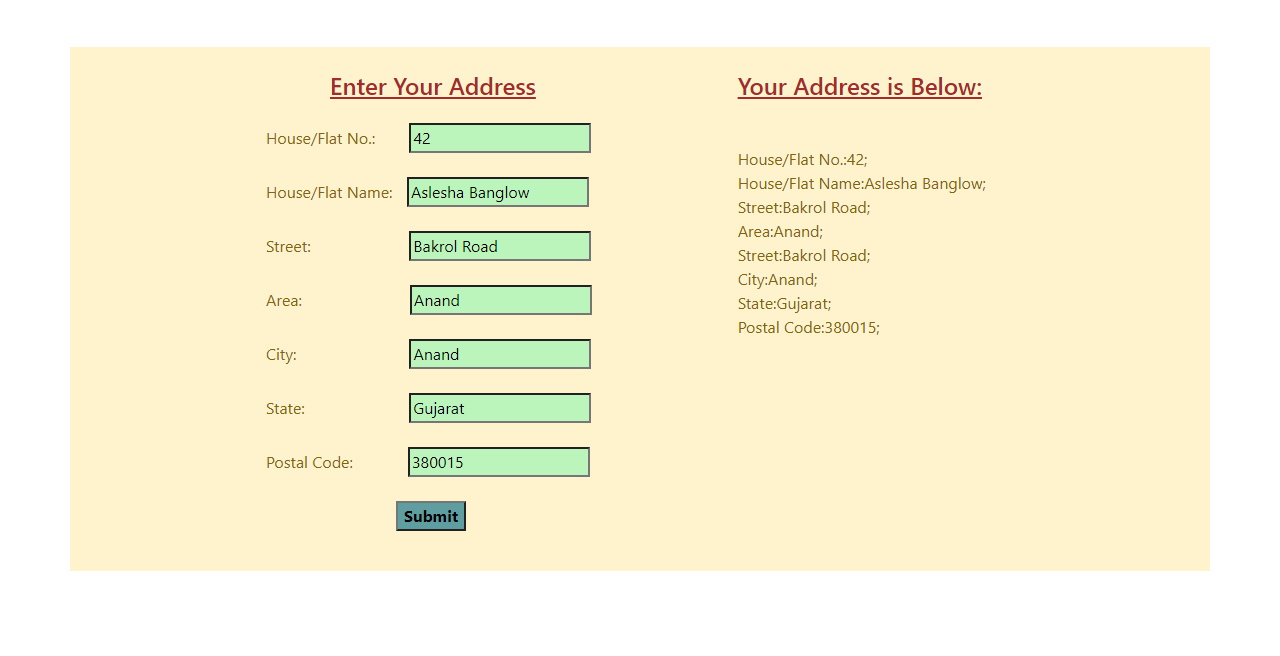 Enter Your Address
House/Flat No.: 42
House/Flat Name: Aslesha Banglow
Street: Bakrol Road
Area: Anand
City: Anand
State: Gujarat
Postal Code: 380015
Submit
Your Address is Below:
House/Flat No.:42;
House/Flat Name:Aslesha Banglow;
Street:Bakrol Road;
Area:Anand;
Street:Bakrol Road;
City:Anand;
State:Gujarat;
Postal Code:380015;